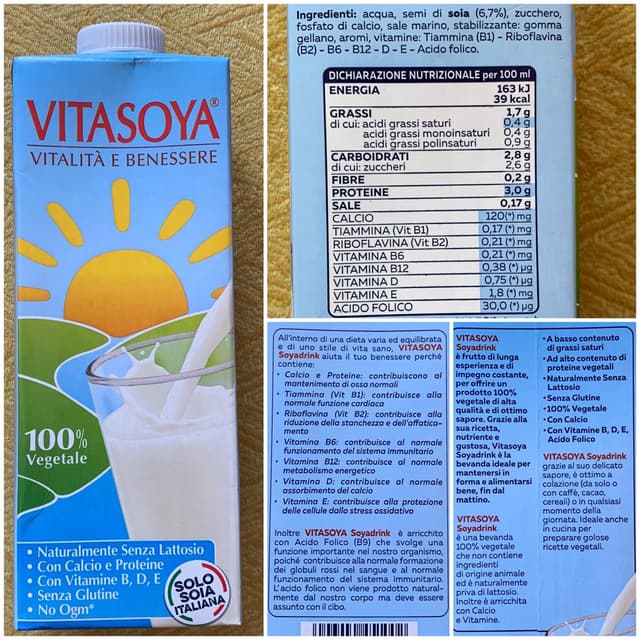 VITASOYA®
VITALITÀ E BENESSERE
100%
Vegetale
• Naturalmente Senza Lattosio
• Con Calcio e Proteine
• Con Vitamine B, D, E
• Senza Glutine
• No Ogm*
SOLO
SOIA
ITALIANA
Ingredienti: acqua, semi di soia (6,7%), zucchero,
fosfato di calcio, sale marino, stabilizzante: gomma
gellano, aromi, vitamine: Tiammina (B1) - Riboflavina
(B2) - B6 - B12 - D - E - Acido folico.
DICHIARAZIONE NUTRIZIONALE per 100 ml
ENERGIA 163 kJ
39 kcal
GRASSI 1,7 g
di cui: acidi grassi saturi 0,4 g
acidi grassi monoinsaturi 0,4 g
acidi grassi polinsaturi 0,9 g
CARBOIDRATI 2,8 g
di cui: zuccheri 2,6 g
FIBRE 0,2 g
PROTEINE 3,0 g
SALE 0,17 g
CALCIO 120(*) mg
TIAMMINA (Vit B1) 0,17 (*) mg
RIBOFLAVINA (Vit B2) 0,21 (*) mg
VITAMINA B6 0,21 (*) mg
VITAMINA B12 0,38 (*) µg
VITAMINA D 0,75 (*) µg
VITAMINA E 1,8 (*) mg
ACIDO FOLICO 30,0 (*) µg
All'interno di una dieta varia ed equilibrata
e di uno stile di vita sano, VITASOYA
Soyadrink aiuta il tuo benessere perché
contiene:
• Calcio e Proteine: contribuiscono al
mantenimento di ossa normali
• Tiammina (Vit B1): contribuisce alla
normale funzione cardiaca
• Riboflavina (Vit B2): contribuisce alla
riduzione della stanchezza e dell'affatica-
mento
• Vitamina B6: contribuisce al normale
funzionamento del sistema immunitario
• Vitamina B12: contribuisce al normale
metabolismo energetico
• Vitamina D: contribuisce al normale
assorbimento del calcio
• Vitamina E: contribuisce alla protezione
delle cellule dallo stress ossidativo
Inoltre VITASOYA Soyadrink è arricchito
con Acido Folico (B9) che svolge una
funzione importante nel nostro organismo,
poiché contribuisce alla normale formazione
dei globuli rossi nel sangue e al normale
funzionamento del sistema immunitario.
L'acido folico non viene prodotto natural-
mente dal nostro corpo ma deve essere
assunto con il cibo.
VITASOYA
Soyadrink
è frutto di lunga
esperienza e di
impegno costante,
per offrire un
prodotto 100%
vegetale di alta
qualità e di ottimo
sapore. Grazie alla
sua ricetta,
nutriente e
gustosa, Vitasoya
Soyadrink è la
bevanda ideale per
mantenersi in
forma e alimentarsi
bene, fin dal
mattino.
VITASOYA
Soyadrink
è una bevanda
100% vegetale
che non contiene
ingredienti
di origine animale
ed è naturalmente
priva di lattosio.
Inoltre è arricchita
con Calcio
e Vitamine.
• A basso contenuto
di grassi saturi
• Ad alto contenuto di
proteine vegetali
• Naturalmente Senza
Lattosio
• Senza Glutine
• 100% Vegetale
• Con Calcio
• Con Vitamine B, D, E,
Acido Folico
VITASOYA Soyadrink
grazie al suo delicato
sapore, è ottimo a
colazione (da solo o
con caffè, cacao,
cereali) o in qualsiasi
momento della
giornata. Ideale anche
in cucina per
preparare golose
ricette vegetali.